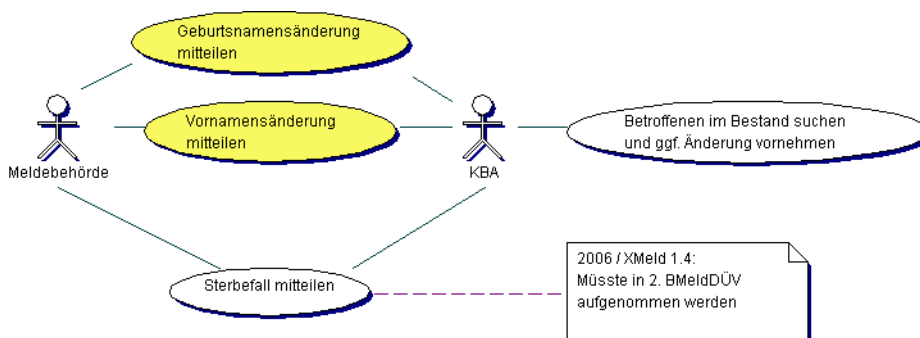 Geburtsnamensänderung
mitteilen
Vornamensänderung
mitteilen
Betroffenen im Bestand suchen
und ggf. Änderung vornehmen
Meldebehörde
KBA
Sterbefall mitteilen
2006 / XMeld 1.4:
Müsste in 2. BMeldDÜV
aufgenommen werden